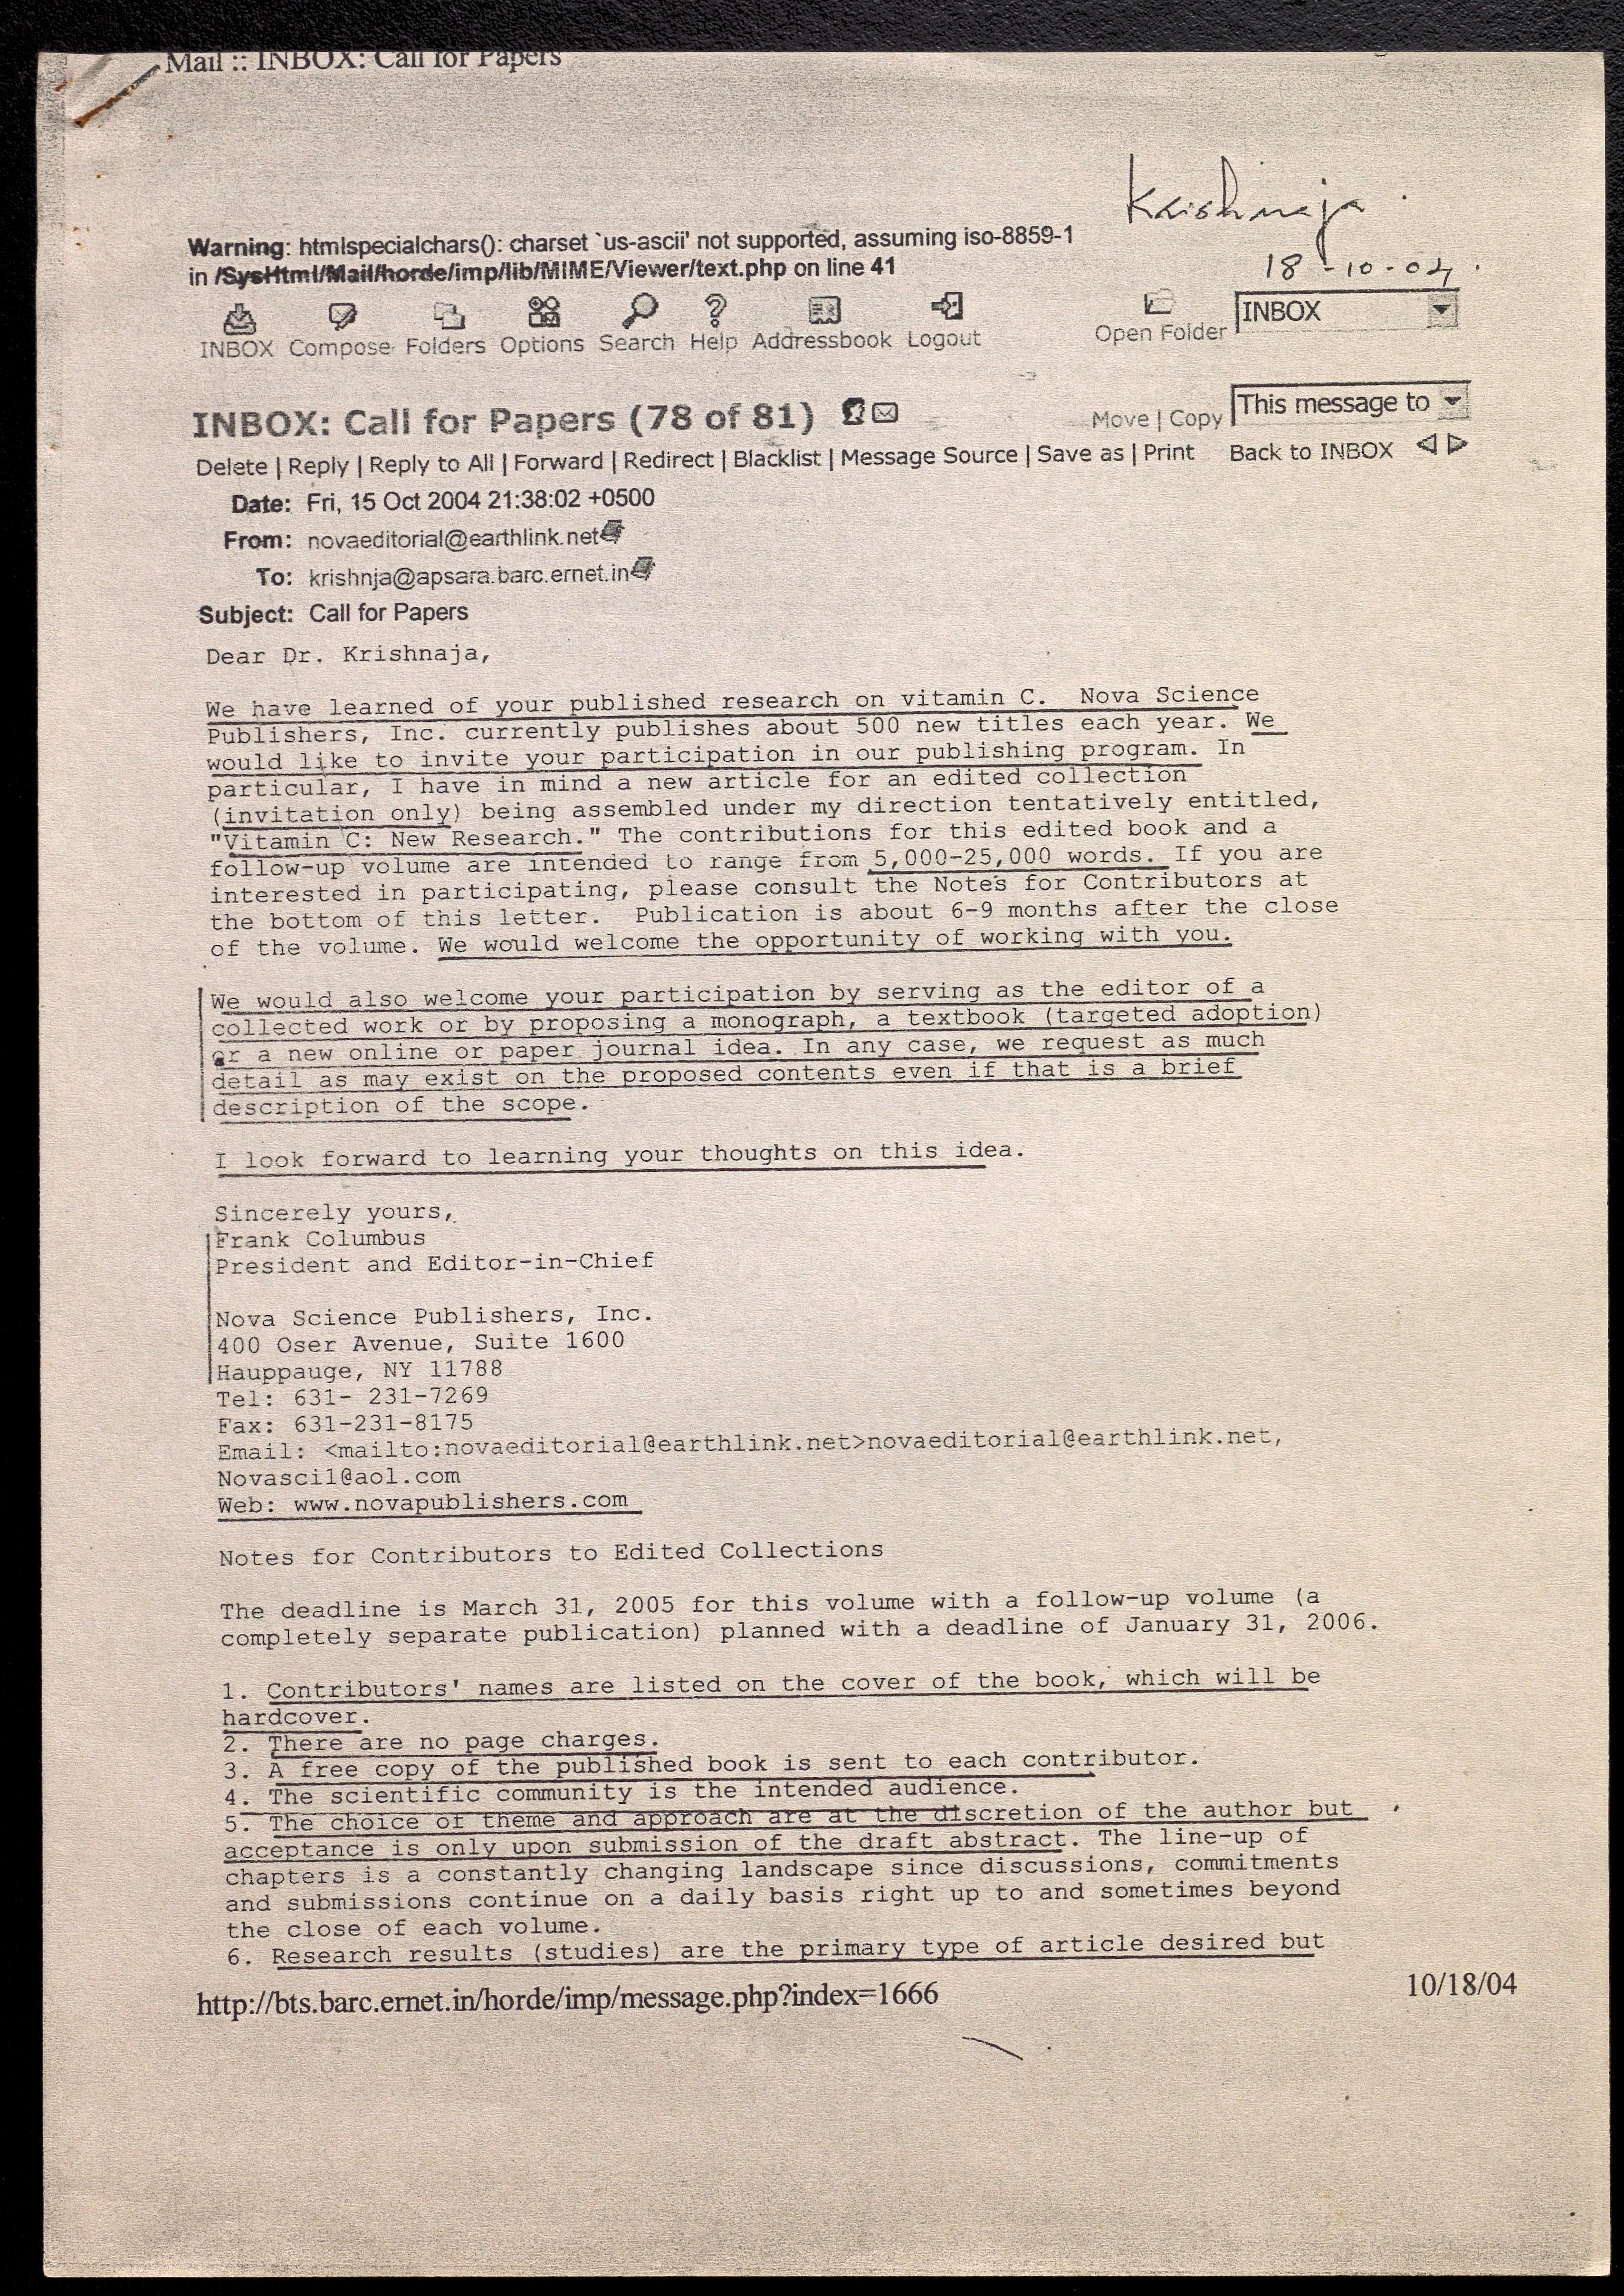 Mail :: INBOX: Call for Papers
Krishnaja.
18-10-04.
Warning: htmlspecialchars(): charset `us-ascii' not supported, assuming iso-8859-1
in /SysHtml/Mail/horde/imp/lib/MIME/Viewer/text.php on line 41
INBOX Compose Folders Options Search Help Addressbook Logout Open Folder INBOX
INBOX: Call for Papers (78 of 81) Move | Copy This message to
Delete | Reply | Reply to All | Forward | Redirect | Blacklist | Message Source | Save as | Print Back to INBOX
Date: Fri, 15 Oct 2004 21:38:02 +0500
From: novaeditorial@earthlink.net
To: krishnja@apsara.barc.ernet.in
Subject: Call for Papers
Dear Dr. Krishnaja,
We have learned of your published research on vitamin C. Nova Science
Publishers, Inc. currently publishes about 500 new titles each year. We
would like to invite your participation in our publishing program. In
particular, I have in mind a new article for an edited collection
(invitation only) being assembled under my direction tentatively entitled,
"Vitamin C: New Research." The contributions for this edited book and a
follow-up volume are intended to range from 5,000-25,000 words. If you are
interested in participating, please consult the Notes for Contributors at
the bottom of this letter. Publication is about 6-9 months after the close
of the volume. We would welcome the opportunity of working with you.
We would also welcome your participation by serving as the editor of a
collected work or by proposing a monograph, a textbook (targeted adoption)
or a new online or paper journal idea. In any case, we request as much
detail as may exist on the proposed contents even if that is a brief
description of the scope.
I look forward to learning your thoughts on this idea.
Sincerely yours,
Frank Columbus
President and Editor-in-Chief
Nova Science Publishers, Inc.
400 Oser Avenue, Suite 1600
Hauppauge, NY 11788
Tel: 631- 231-7269
Fax: 631-231-8175
Email: <mailto:novaeditorial@earthlink.net>novaeditorial@earthlink.net,
Novasci1@aol.com
Web: www.novapublishers.com
Notes for Contributors to Edited Collections
The deadline is March 31, 2005 for this volume with a follow-up volume (a
completely separate publication) planned with a deadline of January 31, 2006.
1. Contributors' names are listed on the cover of the book, which will be
hardcover.
2. There are no page charges.
3. A free copy of the published book is sent to each contributor.
4. The scientific community is the intended audience.
5. The choice of theme and approach are at the discretion of the author but
acceptance is only upon submission of the draft abstract. The line-up of
chapters is a constantly changing landscape since discussions, commitments
and submissions continue on a daily basis right up to and sometimes beyond
the close of each volume.
6. Research results (studies) are the primary type of article desired but
http://bts.barc.ernet.in/horde/imp/message.php?index=1666 10/18/04